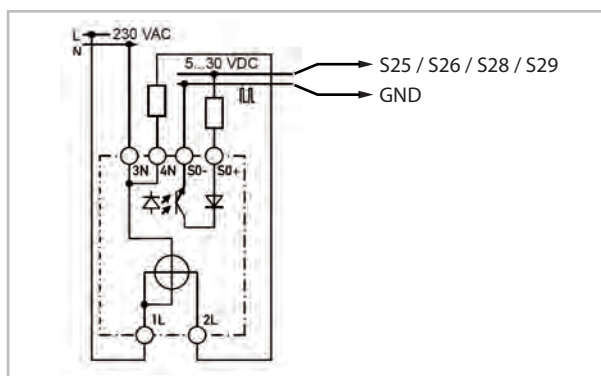 L 230 VAC
N
5...30 VDC
S25 / S26 / S28 / S29
GND
3N 4N S0- S0+
1L 2L